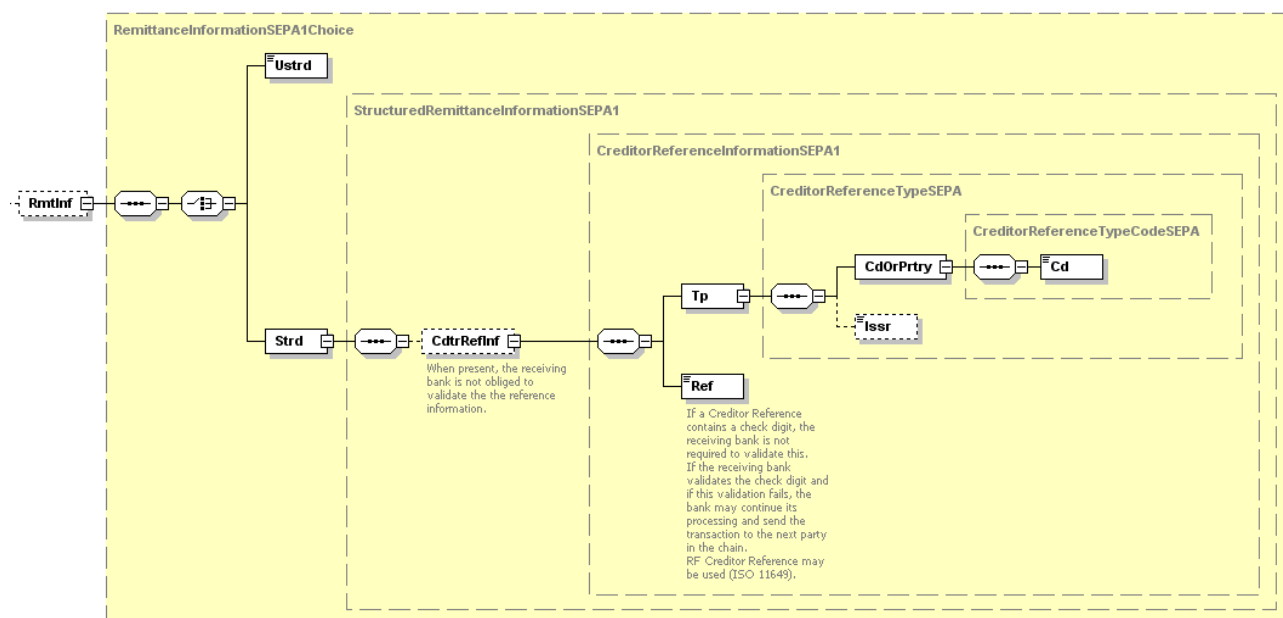 RemittanceInformationSEPA1Choice
Ustrd
StructuredRemittanceInformationSEPA1
CreditorReferenceInformationSEPA1
CreditorReferenceTypeSEPA
RmtInf
CreditorReferenceTypeCodeSEPA
CdOrPrtry
Cd
Tp
Issr
Strd
CdtrRefInf
When present, the receiving
bank is not obliged to
validate the the reference
information.
Ref
If a Creditor Reference
contains a check digit, the
receiving bank is not
required to validate this.
If the receiving bank
validates the check digit and
if this validation fails, the
bank may continue its
processing and send the
transaction to the next party
in the chain.
RF Creditor Reference may
be used (ISO 11649).